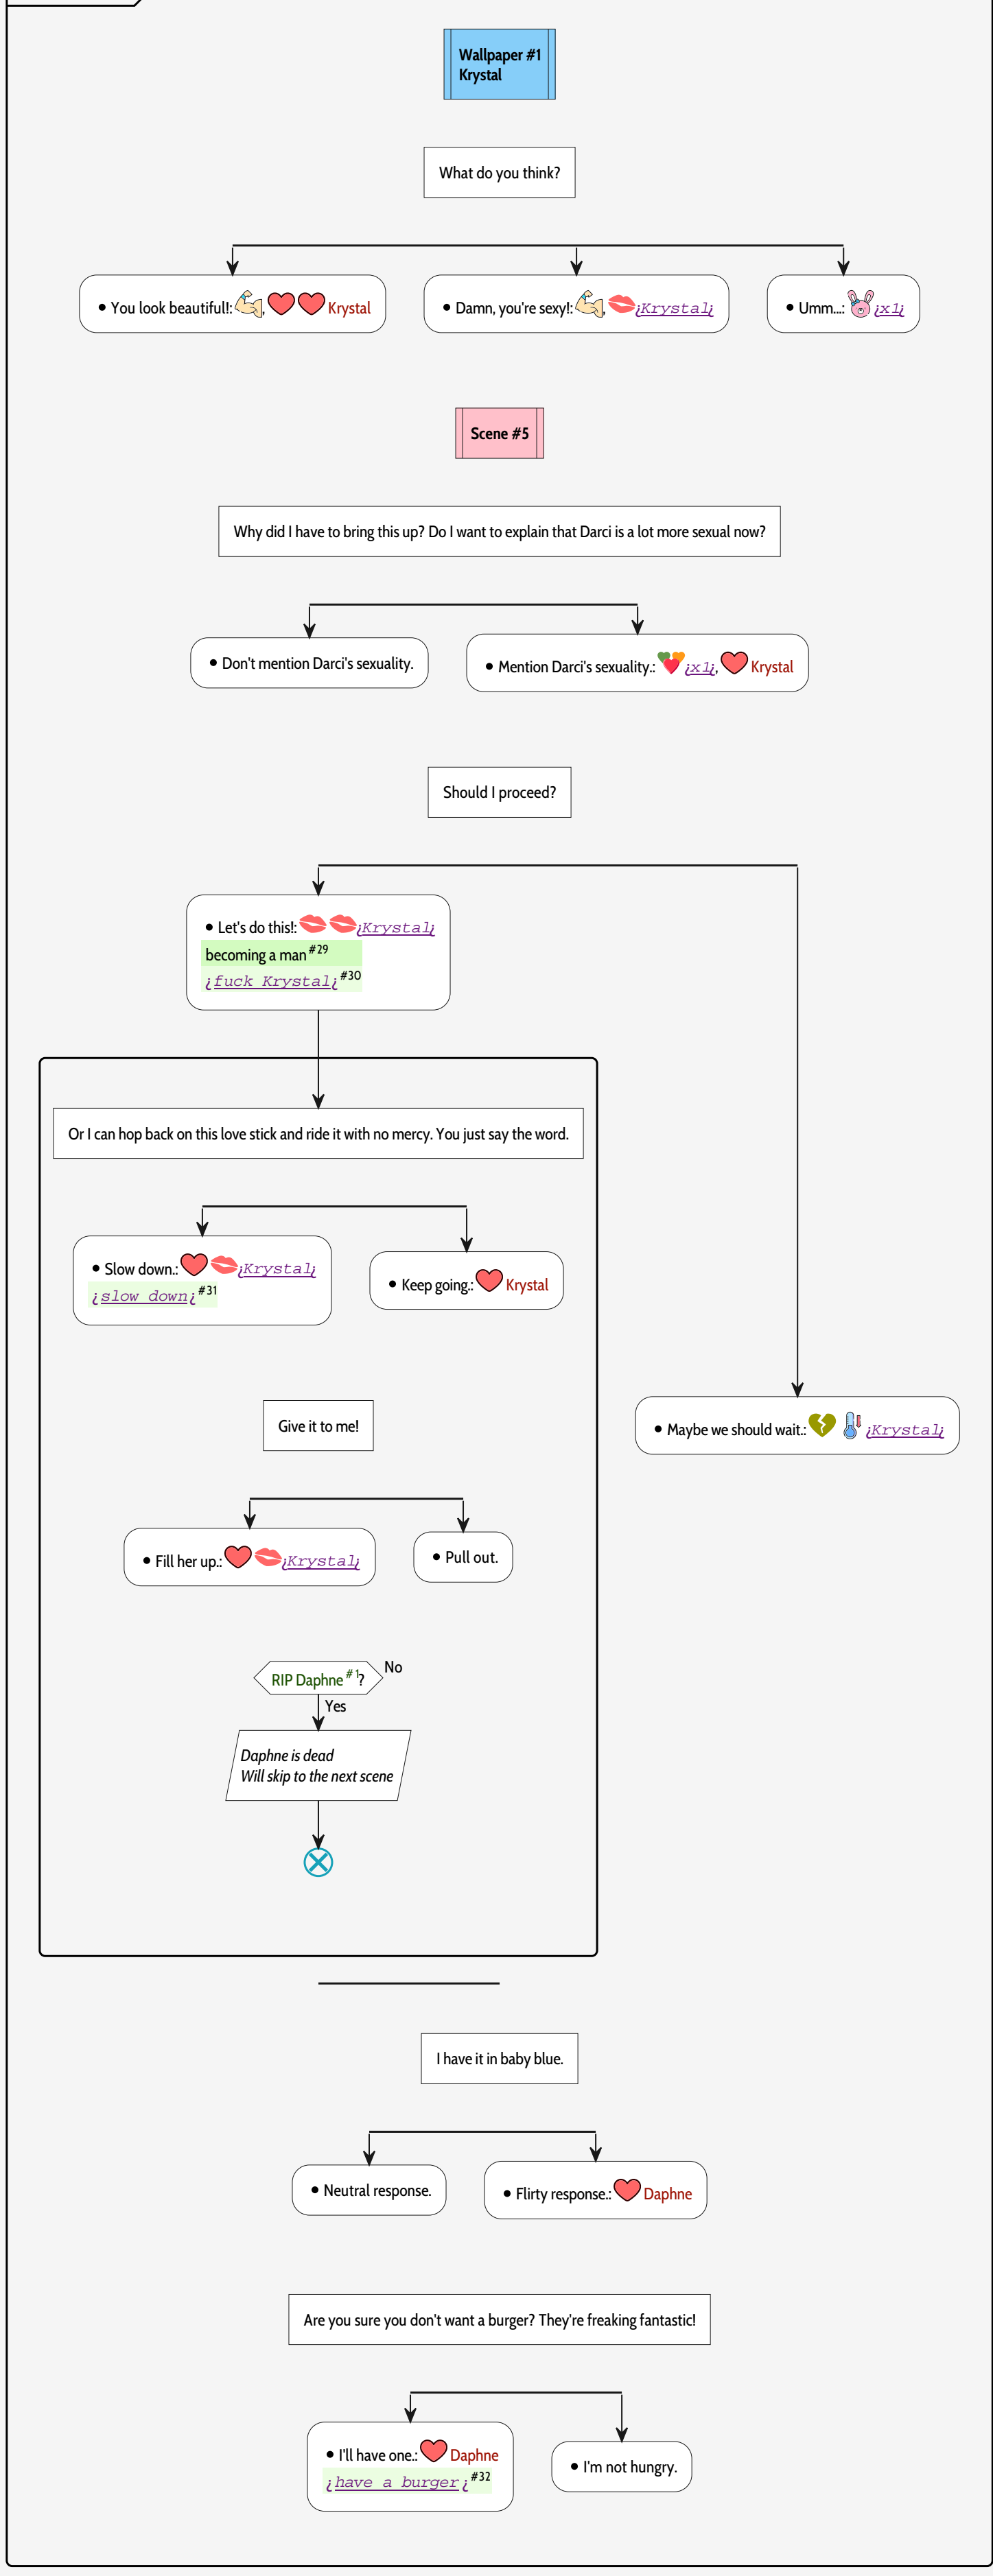 Wallpaper #1
Krystal
What do you think?
• You look beautiful!: , Krystal
• Damn, you're sexy!: , ¿Krystal¿
• Umm...: ¿x1¿
Scene #5
Why did I have to bring this up? Do I want to explain that Darci is a lot more sexual now?
• Don't mention Darci's sexuality.
• Mention Darci's sexuality.: ¿x1¿, Krystal
Should I proceed?
• Let's do this!: ¿Krystal¿
becoming a man #29
¿fuck Krystal¿ #30
Or I can hop back on this love stick and ride it with no mercy. You just say the word.
• Slow down.: ¿Krystal¿
¿slow down¿ #31
• Keep going.: Krystal
Give it to me!
• Maybe we should wait.: ¿Krystal¿
• Fill her up.: ¿Krystal¿
• Pull out.
RIP Daphne # 1?
No
Yes
Daphne is dead
Will skip to the next scene
I have it in baby blue.
• Neutral response.
• Flirty response.: Daphne
Are you sure you don't want a burger? They're freaking fantastic!
• I'll have one.: Daphne
¿have a burger¿ #32
• I'm not hungry.